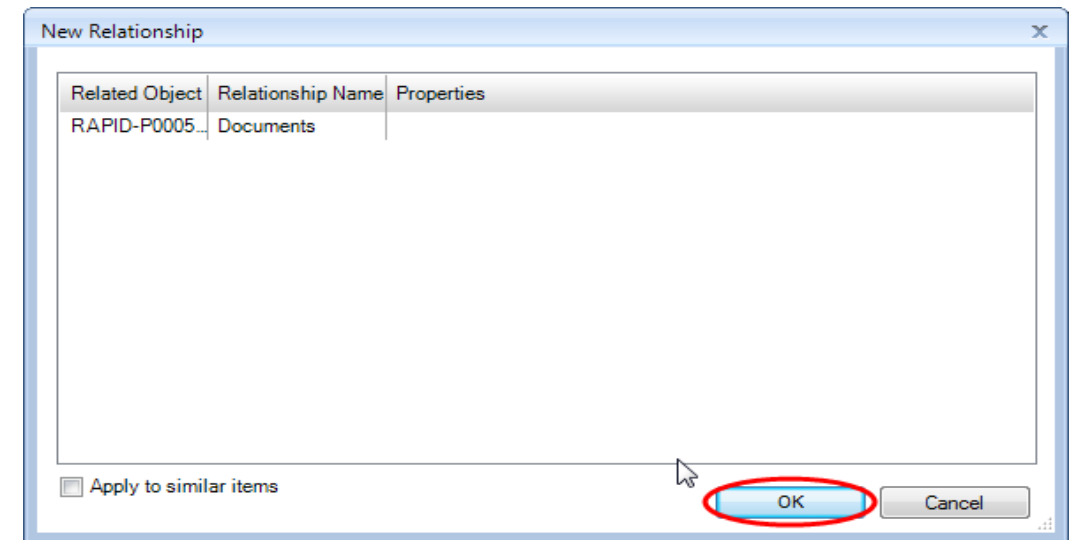 New Relationship
Related Object Relationship Name Properties
RAPID-P0005... Documents
Apply to similar items
OK Cancel